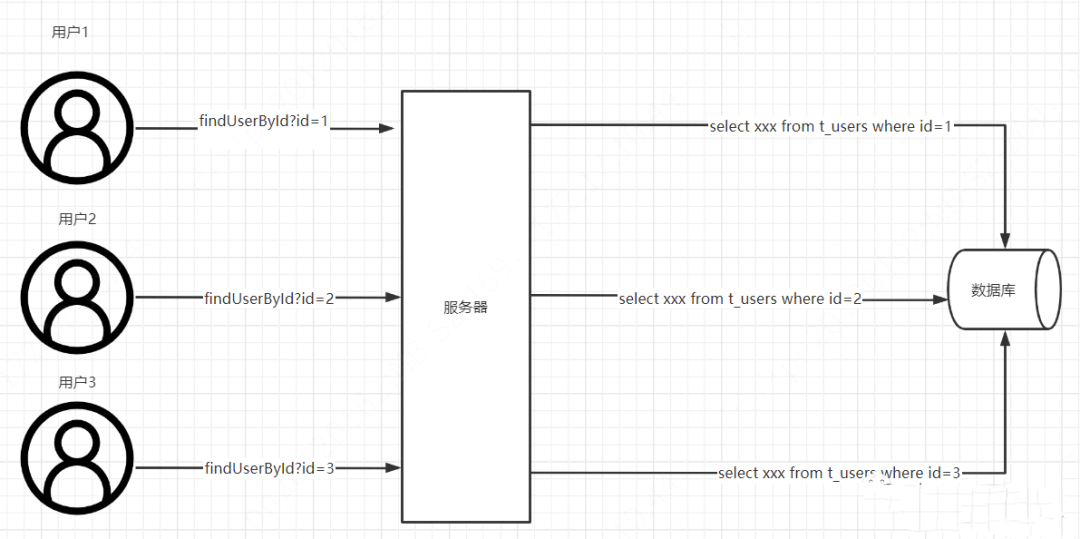 用户1
findUserById?id=1
select xxx from t_users where id=1
用户2
findUserById?id=2
服务器
select xxx from t_users where id=2
数据库
用户3
findUserById?id=3
select xxx from t_users where id=3